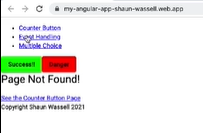 my-angular-app-shaun-wassell.web.app
Counter Button
Event Handling
Multiple Choice
Success!! Danger
Page Not Found!
See the Counter Button Page
Copyright Shaun Wassell 2021